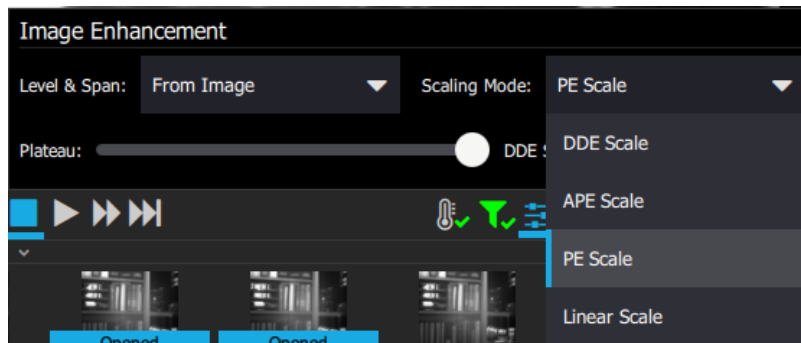 Image Enhancement
Level & Span: From Image Scaling Mode: PE Scale
Plateau: DDE
DDE Scale
APE Scale
PE Scale
Linear Scale
Opened Opened